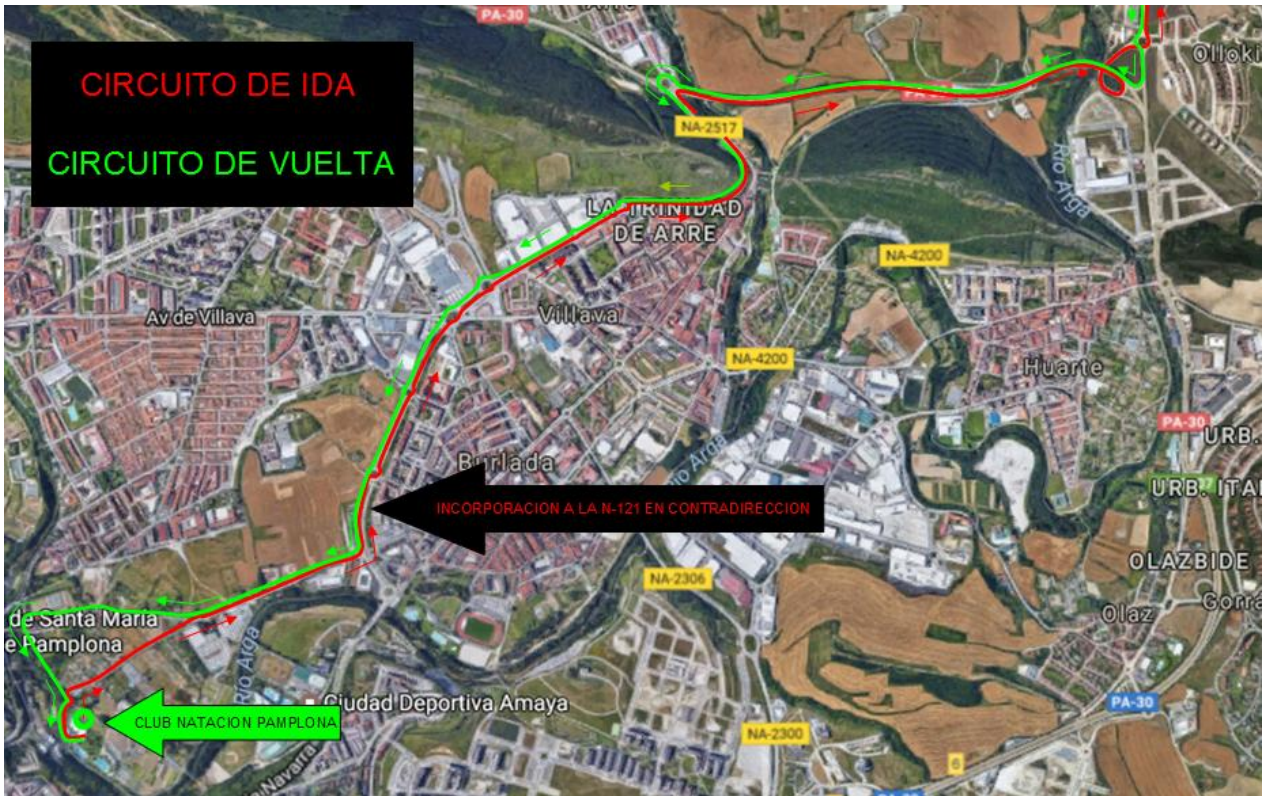 PA-30
CIRCUITO DE IDA
CIRCUITO DE VUELTA
Olloki
NA-2517
Río Arga
LA TRINIDAD
DE ARRE
NA-4200
Av de Villava
Villava
NA-4200
Huarte
PA-30
URB.
Burlada
URB. ITA
INCORPORACION A LA N-121 EN CONTRADIRECCION
OLAZBIDE
NA-2306
Gorra
Olaz
de Santa María
e Pamplona
Río Arga
Ciudad Deportiva Amaya
PA-30
CLUB NATACION PAMPLONA
NA-2300
Navarra
6